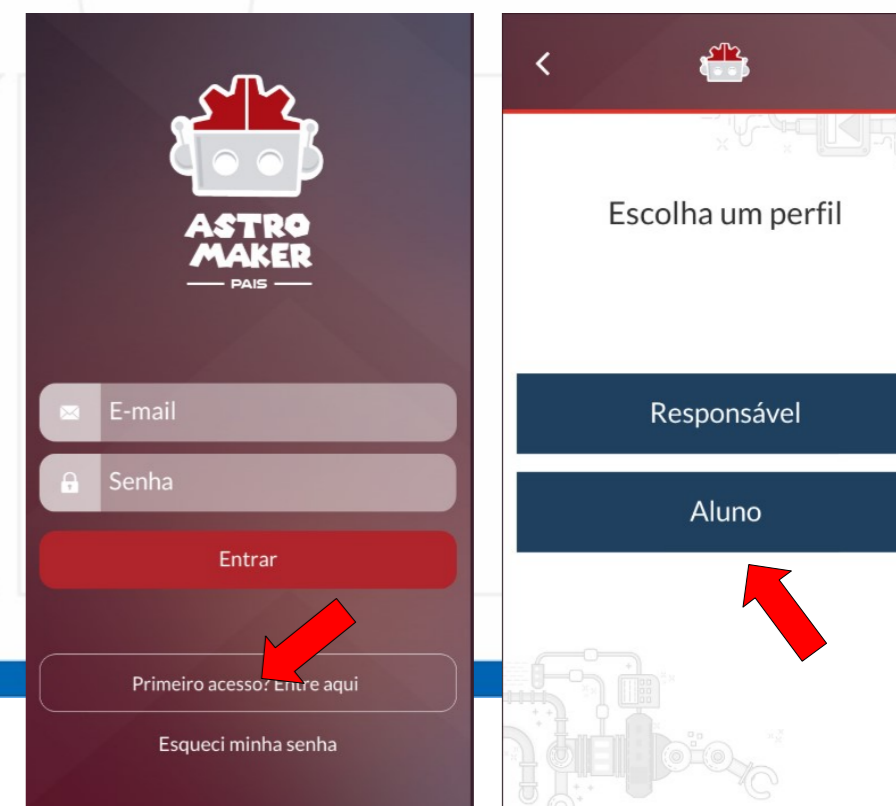 ASTRO
MAKER
PAIS
E-mail
Senha
Entrar
Primeiro acesso? Entre aqui
Esqueci minha senha
Escolha um perfil
Responsável
Aluno